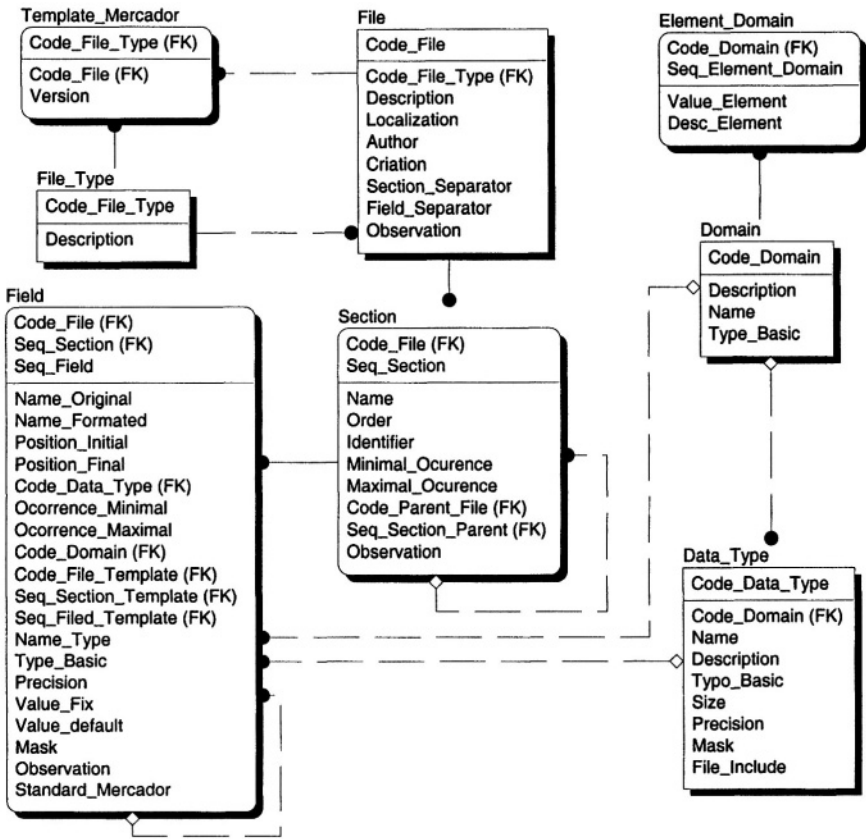 Template_Mercador
Code_File_Type (FK)
Code_File (FK)
Version
File
Code_File
Code_File_Type (FK)
Description
Localization
Author
Criation
Section_Separator
Field_Separator
Observation
Element_Domain
Code_Domain (FK)
Seq_Element_Domain
Value_Element
Desc_Element
File_Type
Code_File_Type
Description
Domain
Code_Domain
Description
Name
Type_Basic
Field
Code_File (FK)
Seq_Section (FK)
Seq_Field
Name_Original
Name_Formated
Position_Initial
Position_Final
Code_Data_Type (FK)
Ocorrence_Minimal
Ocorrence_Maximal
Code_Domain (FK)
Code_File_Template (FK)
Seq_Section_Template (FK)
Seq_Filed_Template (FK)
Name_Type
Type_Basic
Precision
Value_Fix
Value_default
Mask
Observation
Standard_Mercador
Section
Code_File (FK)
Seq_Section
Name
Order
Identifier
Minimal_Ocurence
Maximal_Ocurence
Code_Parent_File (FK)
Seq_Section_Parent (FK)
Observation
Data_Type
Code_Data_Type
Code_Domain (FK)
Name
Description
Typo_Basic
Size
Precision
Mask
File_Include